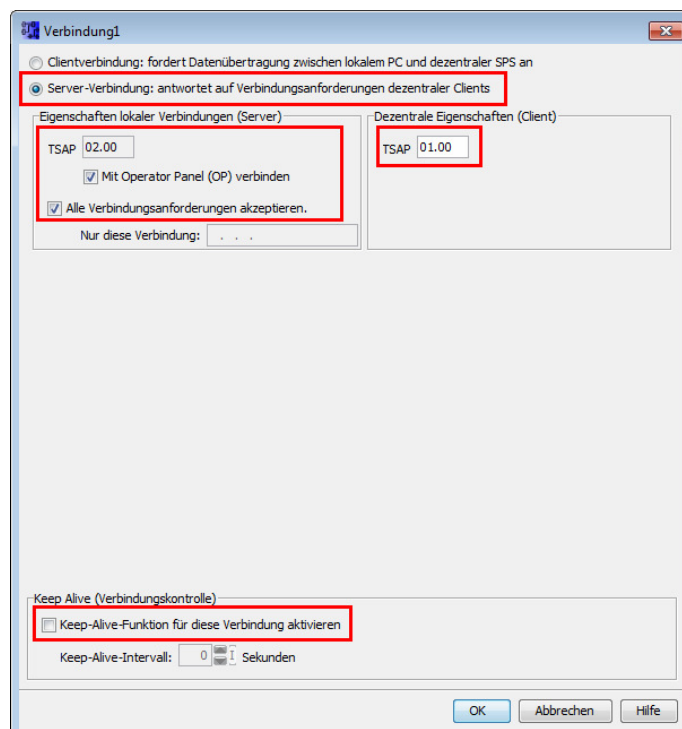 Verbindung1
Clientverbindung: fordert Datenübertragung zwischen lokalem PC und dezentraler SPS an
Server-Verbindung: antwortet auf Verbindungsanforderungen dezentraler Clients
Eigenschaften lokaler Verbindungen (Server)
TSAP 02.00
Mit Operator Panel (OP) verbinden
Alle Verbindungsanforderungen akzeptieren.
Nur diese Verbindung: . . .
Dezentrale Eigenschaften (Client)
TSAP 01.00
Keep Alive (Verbindungskontrolle)
Keep-Alive-Funktion für diese Verbindung aktivieren
Keep-Alive-Intervall: 0 Sekunden
OK Abbrechen Hilfe